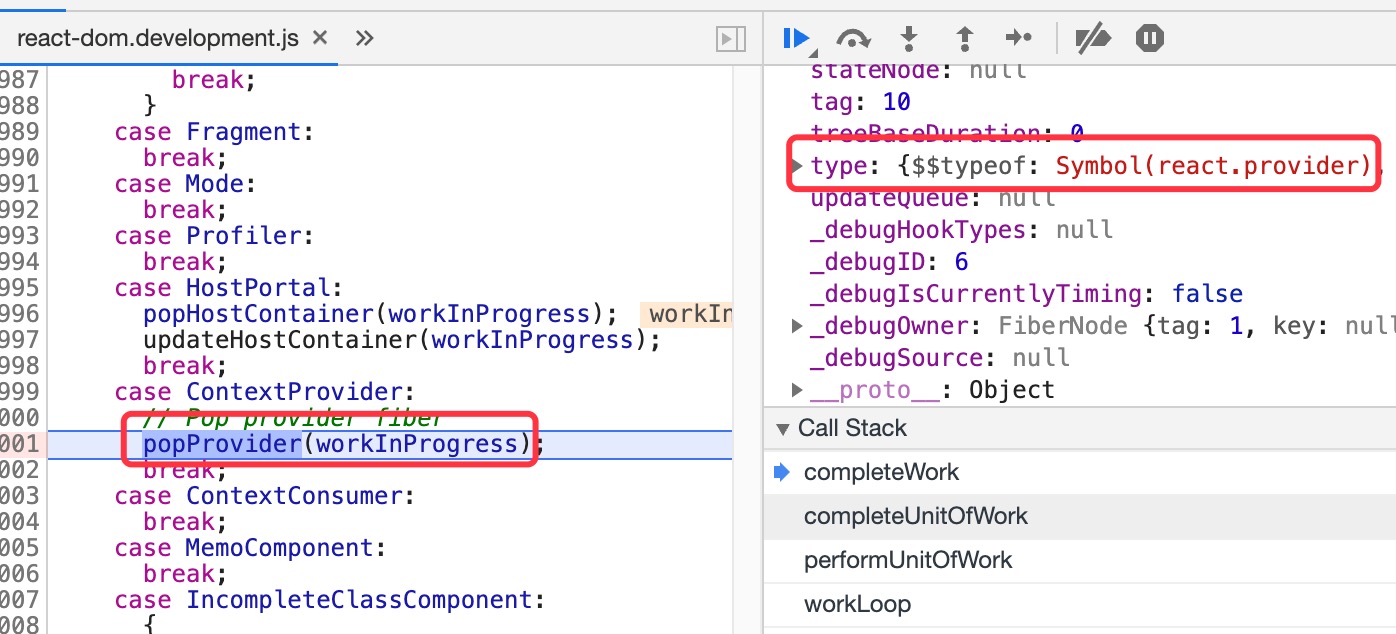 react-dom.development.js × »
987 break;
988 }
989 case Fragment:
990 break;
991 case Mode:
992 break;
993 case Profiler:
994 break;
995 case HostPortal:
996 popHostContainer(workInProgress); workIn
997 updateHostContainer(workInProgress);
998 break;
999 case ContextProvider:
000 // Pop provider fiber
001 popProvider(workInProgress);
002 break;
003 case ContextConsumer:
004 break;
005 case MemoComponent:
006 break;
007 case IncompleteClassComponent:
008 {
stateNode: null
tag: 10
treeBaseDuration: 0
type: {$$typeof: Symbol(react.provider),
updateQueue: null
_debugHookTypes: null
_debugID: 6
_debugIsCurrentlyTiming: false
_debugOwner: FiberNode {tag: 1, key: null
_debugSource: null
__proto__: Object
Call Stack
completeWork
completeUnitOfWork
performUnitOfWork
workLoop